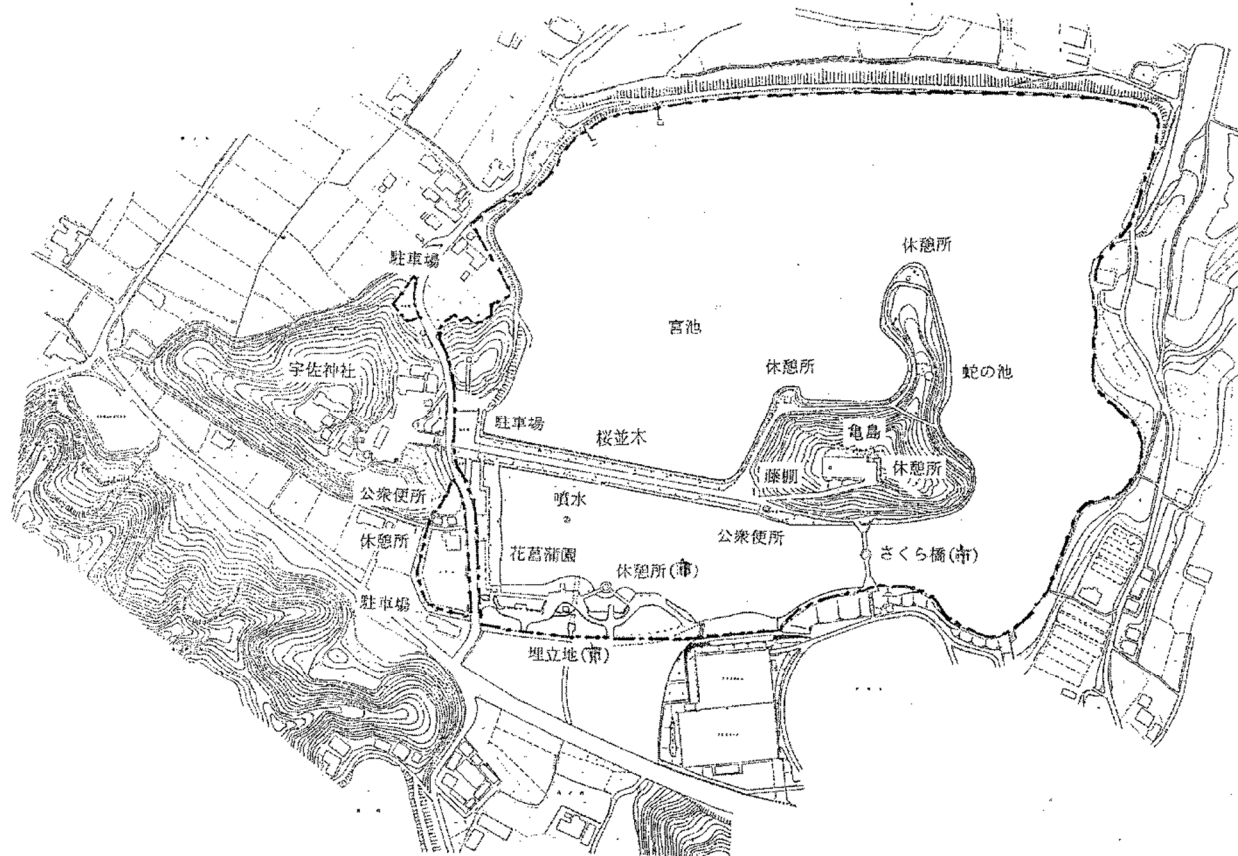 休憩所
駐車場
宮池
宇佐神社
休憩所
蛇の池
駐車場
桜並木
亀島
藤棚
休憩所
公衆便所
噴水
公衆便所
休憩所
花菖蒲園
さくら橋(市)
休憩所(市)
駐車場
埋立地(市)